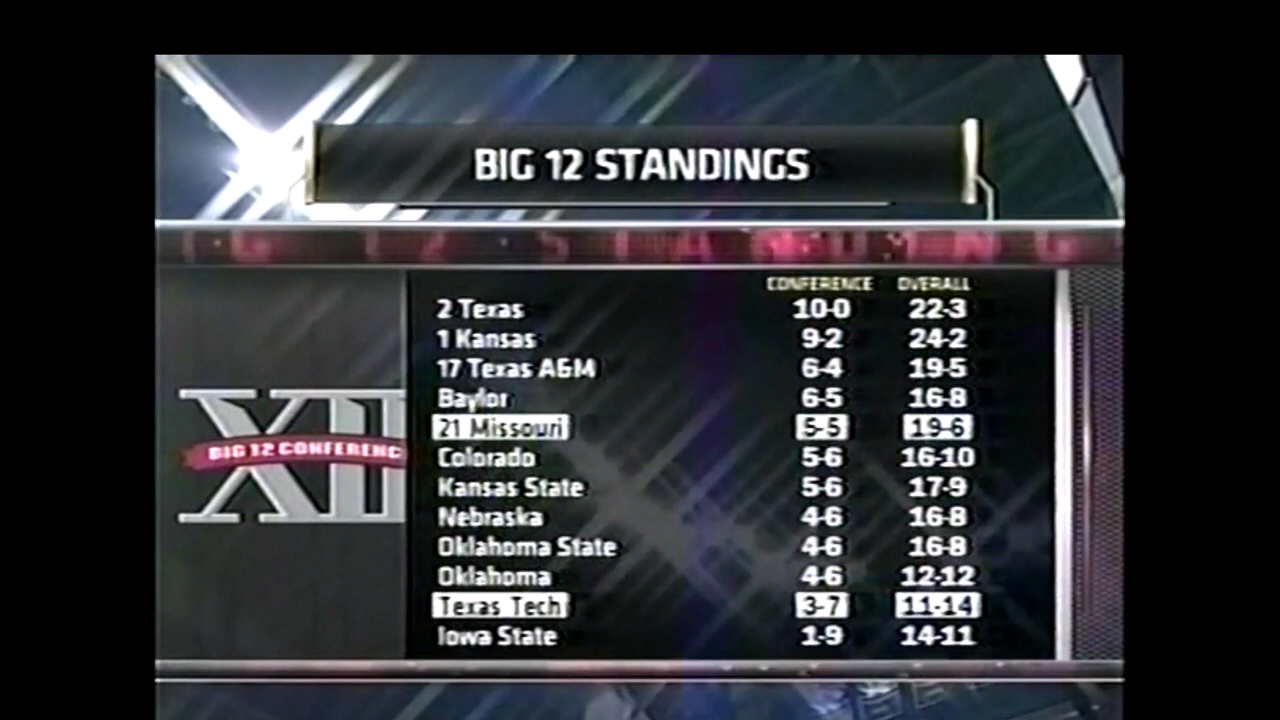 BIG 12 STANDINGS
CONFERENCE OVERALL
2 Texas 10-0 22-3
1 Kansas 9-2 24-2
17 Texas A&M 6-4 19-5
Baylor 6-5 16-8
21 Missouri 5-5 19-6
Colorado 5-6 16-10
Kansas State 5-6 17-9
Nebraska 4-6 16-8
Oklahoma State 4-6 16-8
Oklahoma 4-6 12-12
Texas Tech 3-7 11-14
Iowa State 1-9 14-11
XII
BIG 12 CONFERENC